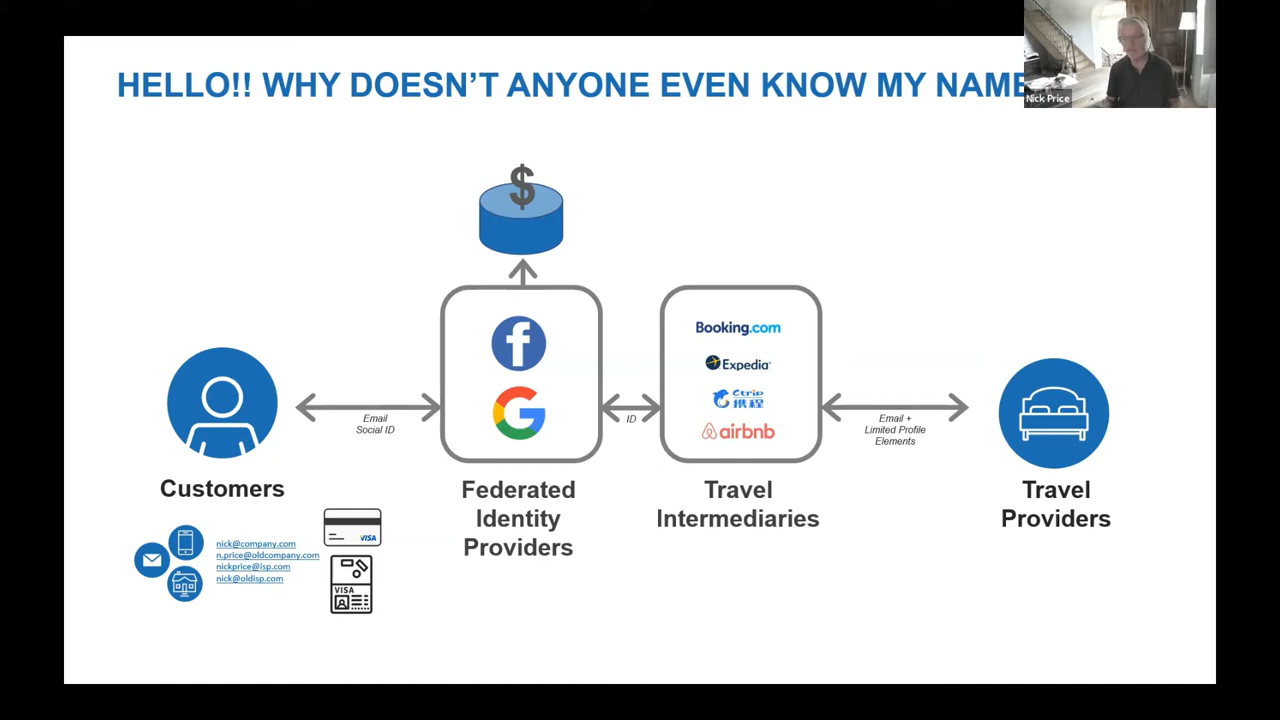 HELLO!! WHY DOESN'T ANYONE EVEN KNOW MY NAME
Nick Price
$
f
G
Booking.com
Expedia
Ctrip
携程
airbnb
Email
Social ID
ID
Email +
Limited Profile
Elements
Customers
Federated
Identity
Providers
Travel
Intermediaries
Travel
Providers
nick@company.com
n.price@oldcompany.com
nickprice@isp.com
nick@oldisp.com
VISA
VISA